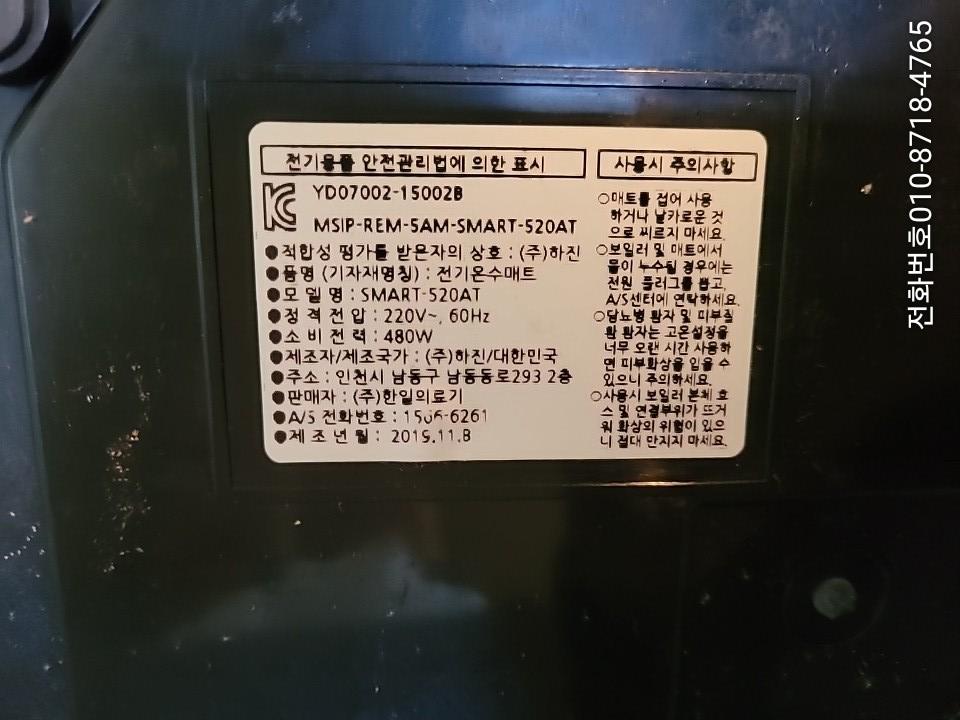 전기용품 안전관리법에 의한 표시
YD07002-15002B
MSIP-REM-5AM-SMART-520AT
●적합성 평가를 받은자의 상호 : (주)하진
●품명 (기자재명칭) : 전기온수매트
●모 델 명 : SMART-520AT
●정 격 전 압 : 220V~, 60Hz
●소 비 전 력 : 480W
●제조자/제조국가 : (주)하진/대한민국
●주소 : 인천시 남동구 남동동로293 2층
●판매자 : (주)한일의료기
●A/S 전화번호 :
●제 조 년 월 :
사용시 주의사항
○매트를 접어 사용
하거나 날카로운 것
으로 찌르지 마세요.
○보일러 및 매트에서
물이 누수될 경우에는
전원 플러그를 뽑고,
A/S센터에 연락하세요.
○당뇨병 환자 및 피부질
환 환자는 고온설정을
너무 오랜 시간 사용하
면 피부화상을 입을 수
있으니 주의하세요.
○사용시 보일러 본체 호
스 및 연결부위가 뜨거
워 화상의 위험이 있으
니 절대 만지지 마세요.
전화번호010-8718-4765